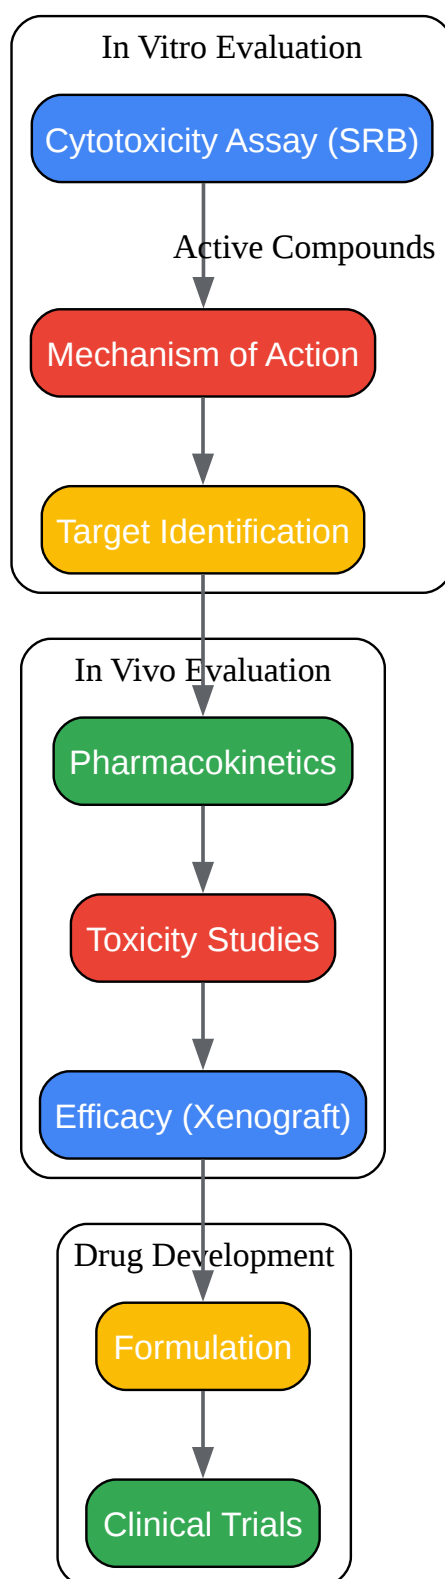 In Vitro Evaluation
Cytotoxicity Assay (SRB)
Active Compounds
Mechanism of Action
Target Identification
In Vivo Evaluation
Pharmacokinetics
Toxicity Studies
Efficacy (Xenograft)
Drug Development
Formulation
Clinical Trials